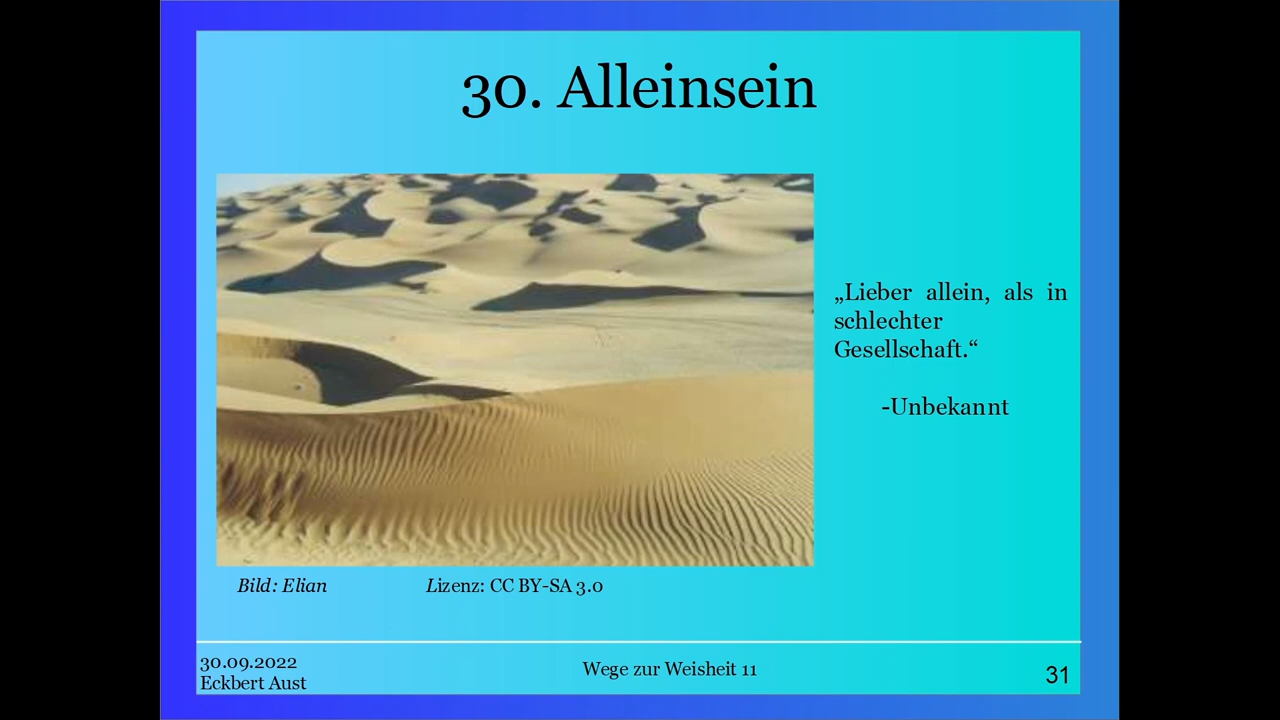 30. Alleinsein
„Lieber allein, als in
schlechter
Gesellschaft.“
-Unbekannt
Bild: Elian Lizenz: CC BY-SA 3.0
30.09.2022
Eckbert Aust
Wege zur Weisheit 11
31